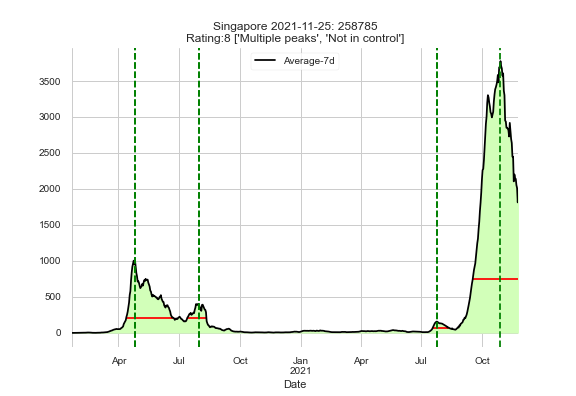 Singapore 2021-11-25: 258785
Rating:8 ['Multiple peaks', 'Not in control']
Average-7d
3500
3000
2500
2000
1500
1000
500
0
Apr Jul Oct Jan Apr Jul Oct
2021
Date